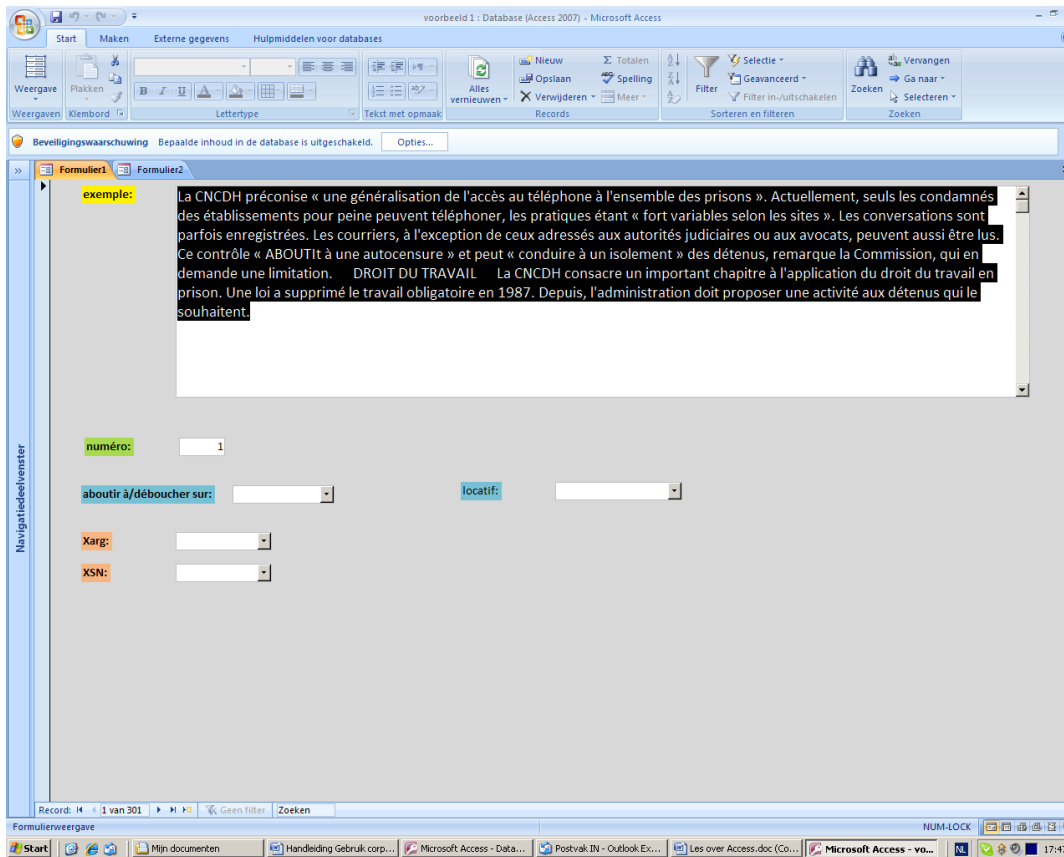 voorbeeld 1 : Database (Access 2007) - Microsoft Access
Start Maken Externe gegevens Hulpmiddelen voor databases
Weergave Plakken Alles vernieuwen Nieuw Opslaan Verwijderen Σ Totalen Spelling Meer Filter Selectie Geavanceerd Filter in-/uitschakelen Zoeken Vervangen Ga naar Selecteren
B I U A
Weergaven Klembord Lettertype Tekst met opmaak Records Sorteren en filteren Zoeken
Beveiligingswaarschuwing Bepaalde inhoud in de database is uitgeschakeld. Opties...
» Formulier1 Formulier2
exemple:
La CNCDH préconise « une généralisation de l'accès au téléphone à l'ensemble des prisons ». Actuellement, seuls les condamnés
des établissements pour peine peuvent téléphoner, les pratiques étant « fort variables selon les sites ». Les conversations sont
parfois enregistrées. Les courriers, à l'exception de ceux adressés aux autorités judiciaires ou aux avocats, peuvent aussi être lus.
Ce contrôle « ABOUTIt à une autocensure » et peut « conduire à un isolement » des détenus, remarque la Commission, qui en
demande une limitation. DROIT DU TRAVAIL La CNCDH consacre un important chapitre à l'application du droit du travail en
prison. Une loi a supprimé le travail obligatoire en 1987. Depuis, l'administration doit proposer une activité aux détenus qui le
souhaitent.
numéro: 1
aboutir à/déboucher sur: locatif:
Xarg:
XSN:
Navigatiedeelvenster
Record: 1 van 301 Geen filter Zoeken
Formulierweergave NUM-LOCK
Start Mijn documenten Handleiding Gebruik corp... Microsoft Access - Data... Postvak IN - Outlook Ex... Les over Access.doc (Co... Microsoft Access - vo... NL